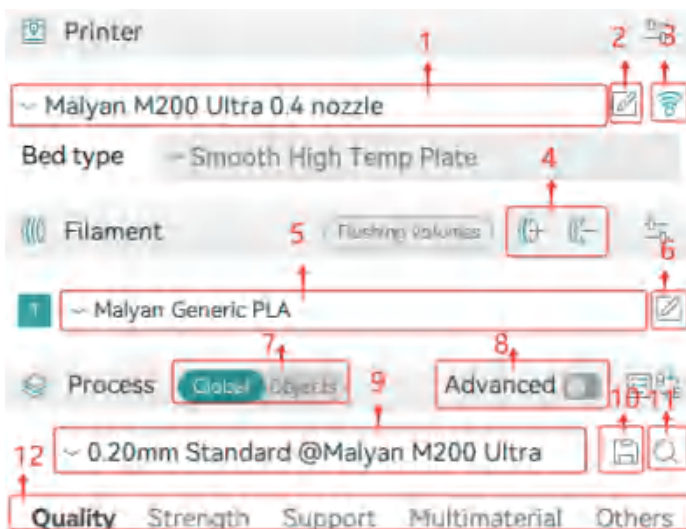 Printer
1 2 3
Malyan M200 Ultra 0.4 nozzle
Bed type Smooth High Temp Plate
4
Filament 5 Flushing volumes
6
1 Malyan Generic PLA
7 8
Process Global Objects 9 Advanced
10 11
12 0.20mm Standard @Malyan M200 Ultra
Quality Strength Support Multimaterial Others